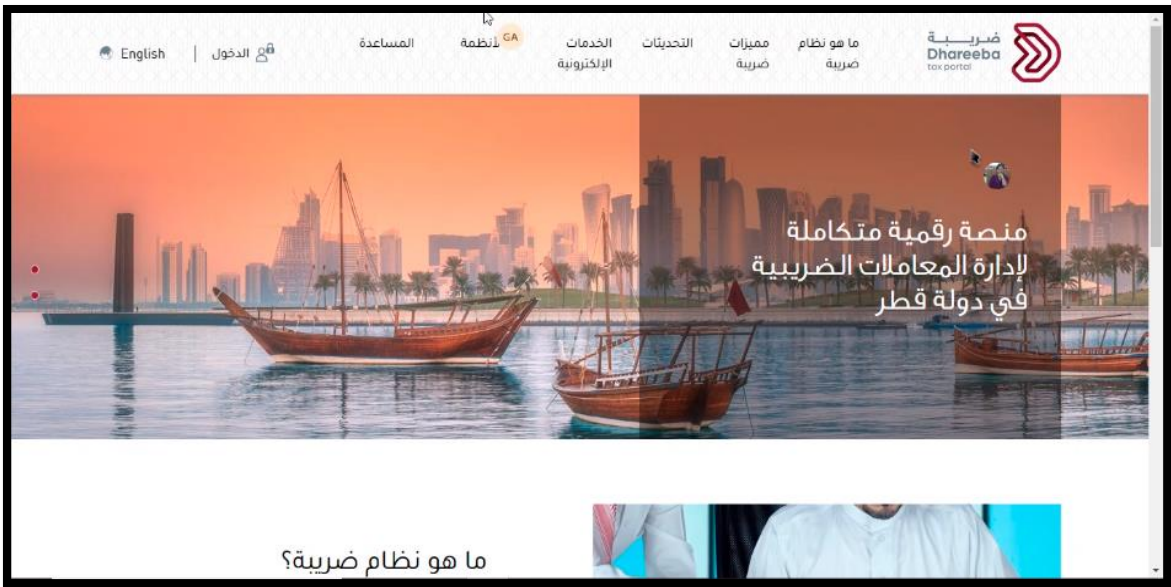 ضريبة
Dhareeba
tax portal
ما هو نظام
ضريبة
مميزات
ضريبة
التحديثات
الخدمات
الإلكترونية
GA
المساعدة
الدخول
|
English
منصة رقمية متكاملة
لإدارة المعاملات الضريبية
في دولة قطر
ما هو نظام ضريبة؟